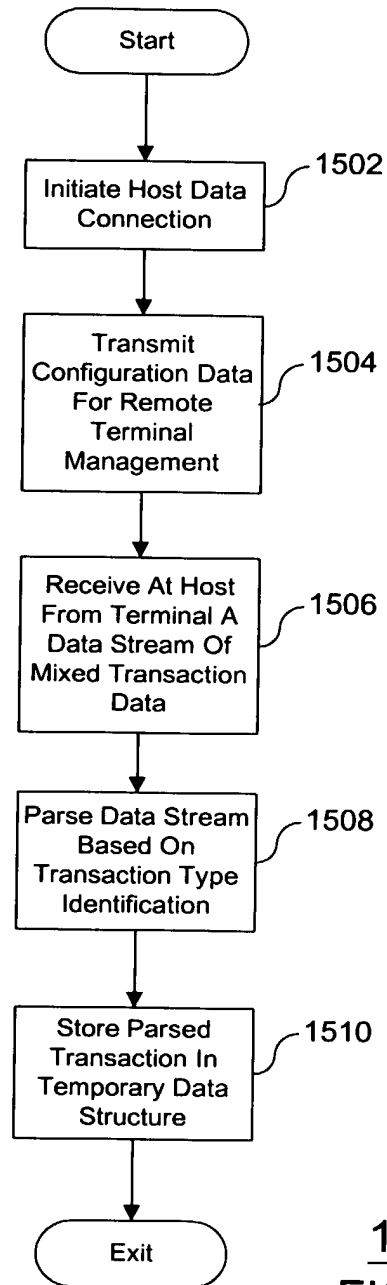 Start
Initiate Host Data
Connection
1502
Transmit
Configuration Data
For Remote
Terminal
Management
1504
Receive At Host
From Terminal A
Data Stream Of
Mixed Transaction
Data
1506
Parse Data Stream
Based On
Transaction Type
Identification
1508
Store Parsed
Transaction In
Temporary Data
Structure
1510
Exit